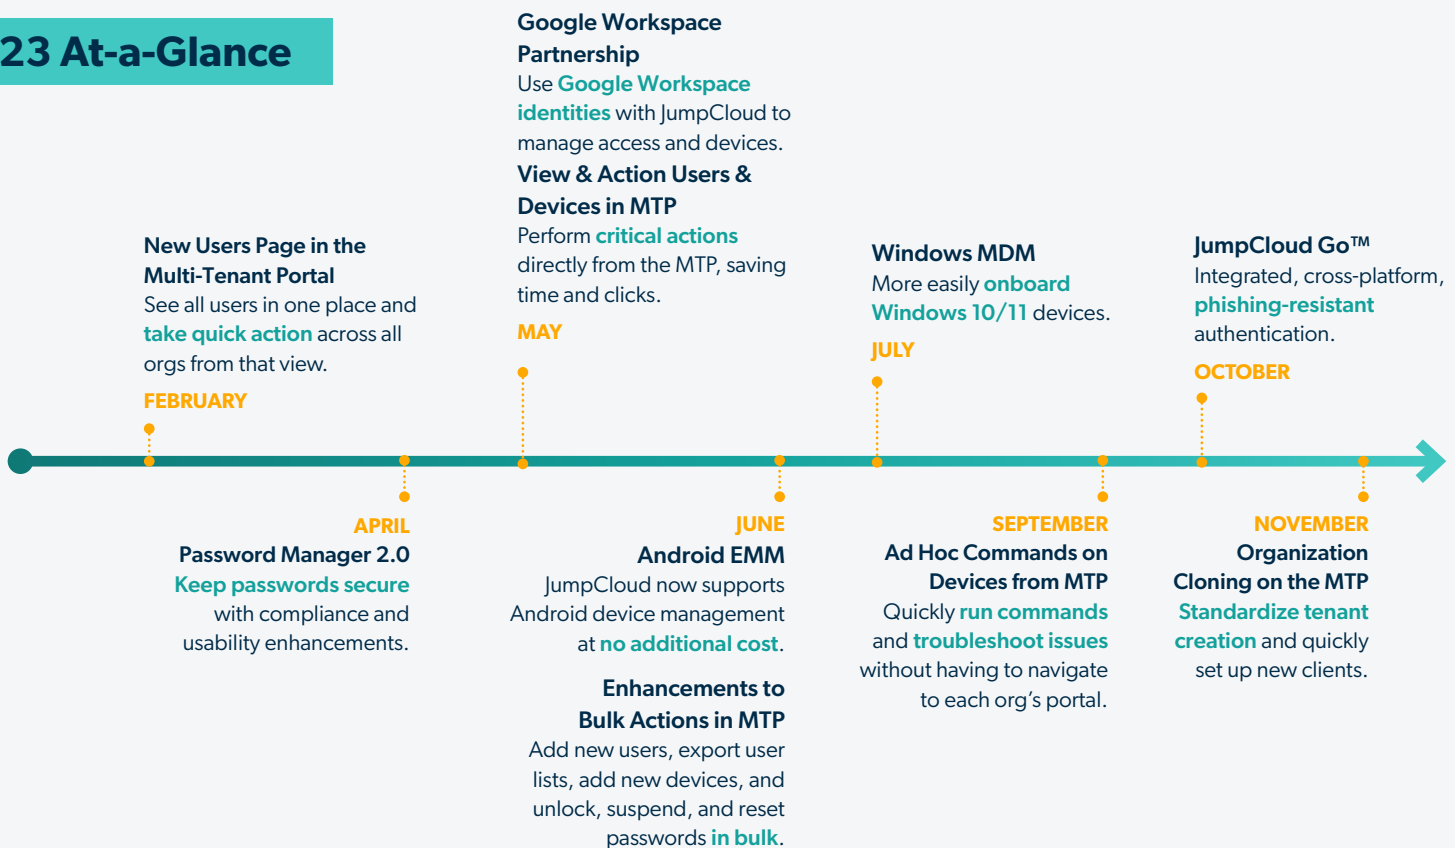 23 At-a-Glance
New Users Page in the
Multi-Tenant Portal
See all users in one place and
take quick action across all
orgs from that view.
FEBRUARY
APRIL
Password Manager 2.0
Keep passwords secure
with compliance and
usability enhancements.
Google Workspace
Partnership
Use Google Workspace
identities with JumpCloud to
manage access and devices.
View & Action Users &
Devices in MTP
Perform critical actions
directly from the MTP, saving
time and clicks.
MAY
JUNE
Android EMM
JumpCloud now supports
Android device management
at no additional cost.
Enhancements to
Bulk Actions in MTP
Add new users, export user
lists, add new devices, and
unlock, suspend, and reset
passwords in bulk.
Windows MDM
More easily onboard
Windows 10/11 devices.
JULY
SEPTEMBER
Ad Hoc Commands on
Devices from MTP
Quickly run commands
and troubleshoot issues
without having to navigate
to each org’s portal.
JumpCloud Go™
Integrated, cross-platform,
phishing-resistant
authentication.
OCTOBER
NOVEMBER
Organization
Cloning on the MTP
Standardize tenant
creation and quickly
set up new clients.